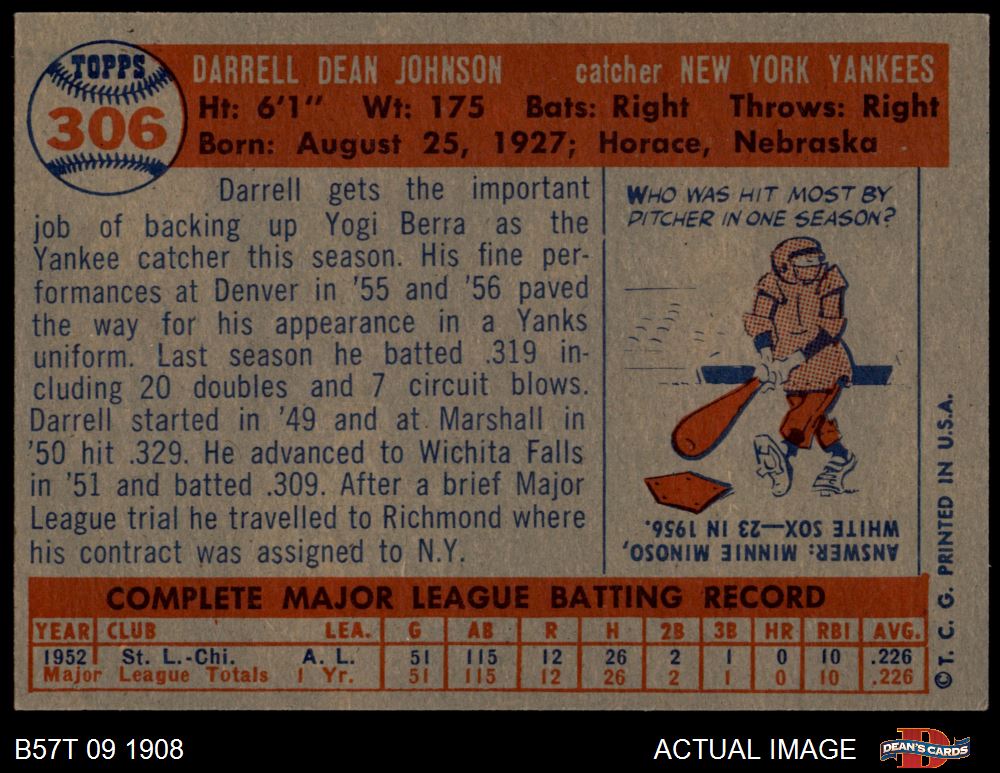 TOPPS
306
DARRELL DEAN JOHNSON catcher NEW YORK YANKEES
Ht: 6'1" Wt: 175 Bats: Right Throws: Right
Born: August 25, 1927; Horace, Nebraska
Darrell gets the important
job of backing up Yogi Berra as the
Yankee catcher this season. His fine per-
formances at Denver in '55 and '56 paved
the way for his appearance in a Yanks
uniform. Last season he batted .319 in-
cluding 20 doubles and 7 circuit blows.
Darrell started in '49 and at Marshall in
'50 hit .329. He advanced to Wichita Falls
in '51 and batted .309. After a brief Major
League trial he travelled to Richmond where
his contract was assigned to N.Y.
WHO WAS HIT MOST BY
PITCHER IN ONE SEASON?
ANSWER: MINNIE MINOSO,
WHITE SOX—23 IN 1956.
COMPLETE MAJOR LEAGUE BATTING RECORD
YEAR CLUB LEA. G AB R H 2B 3B HR RBI AVG.
1952 St. L.-Chi. A. L. 51 115 12 26 2 1 0 10 .226
Major League Totals 1 Yr. 51 115 12 26 2 1 0 10 .226
© T. C. G. PRINTED IN U.S.A.
B57T 09 1908 ACTUAL IMAGE
DEAN'S CARDS